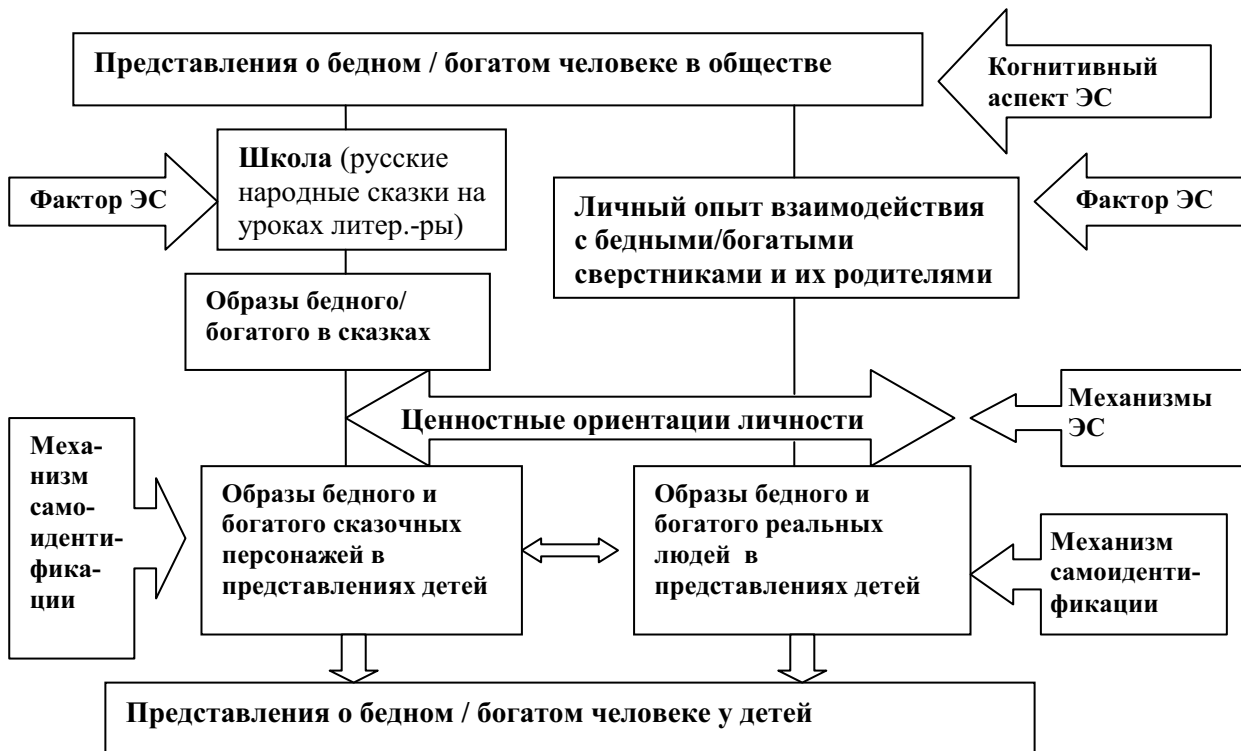 Представления о бедном / богатом человеке в обществе
Когнитивный
аспект ЭС
Школа (русские
народные сказки на
уроках литер.-ры)
Фактор ЭС
Личный опыт взаимодействия
с бедными/богатыми
сверстниками и их родителями
Фактор ЭС
Образы бедного/
богатого в сказках
Ценностные ориентации личности
Механизмы
ЭС
Меха-
низм
само-
иденти-
фика-
ции
Образы бедного и
богатого сказочных
персонажей в
представлениях детей
Образы бедного и
богатого реальных
людей в
представлениях детей
Механизм
самоиденти-
фикации
Представления о бедном / богатом человеке у детей